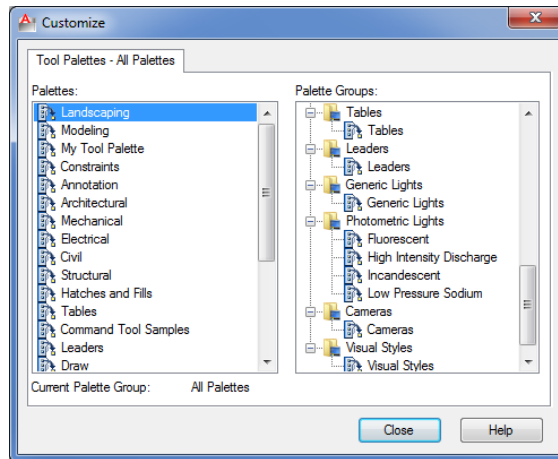 Customize
Tool Palettes - All Palettes
Palettes:
Landscaping
Modeling
My Tool Palette
Constraints
Annotation
Architectural
Mechanical
Electrical
Civil
Structural
Hatches and Fills
Tables
Command Tool Samples
Leaders
Draw
Palette Groups:
Tables
Tables
Leaders
Leaders
Generic Lights
Generic Lights
Photometric Lights
Fluorescent
High Intensity Discharge
Incandescent
Low Pressure Sodium
Cameras
Cameras
Visual Styles
Visual Styles
Current Palette Group: All Palettes
Close Help